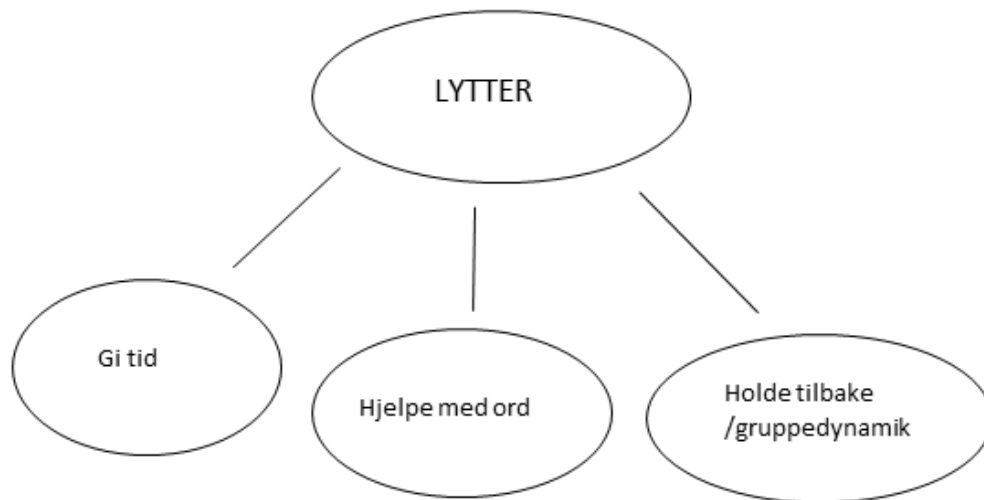 LYTTER
Gi tid
Hjelpe med ord
Holde tilbake
/gruppedynamik